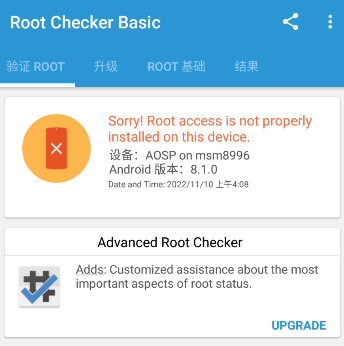 Root Checker Basic
验证 ROOT 升级 ROOT 基础 结果
Sorry! Root access is not properly
installed on this device.
设备：AOSP on msm8996
Android 版本：8.1.0
Date and Time: 2022/11/10 上午4:08
Advanced Root Checker
Adds: Customized assistance about the most
important aspects of root status.
UPGRADE